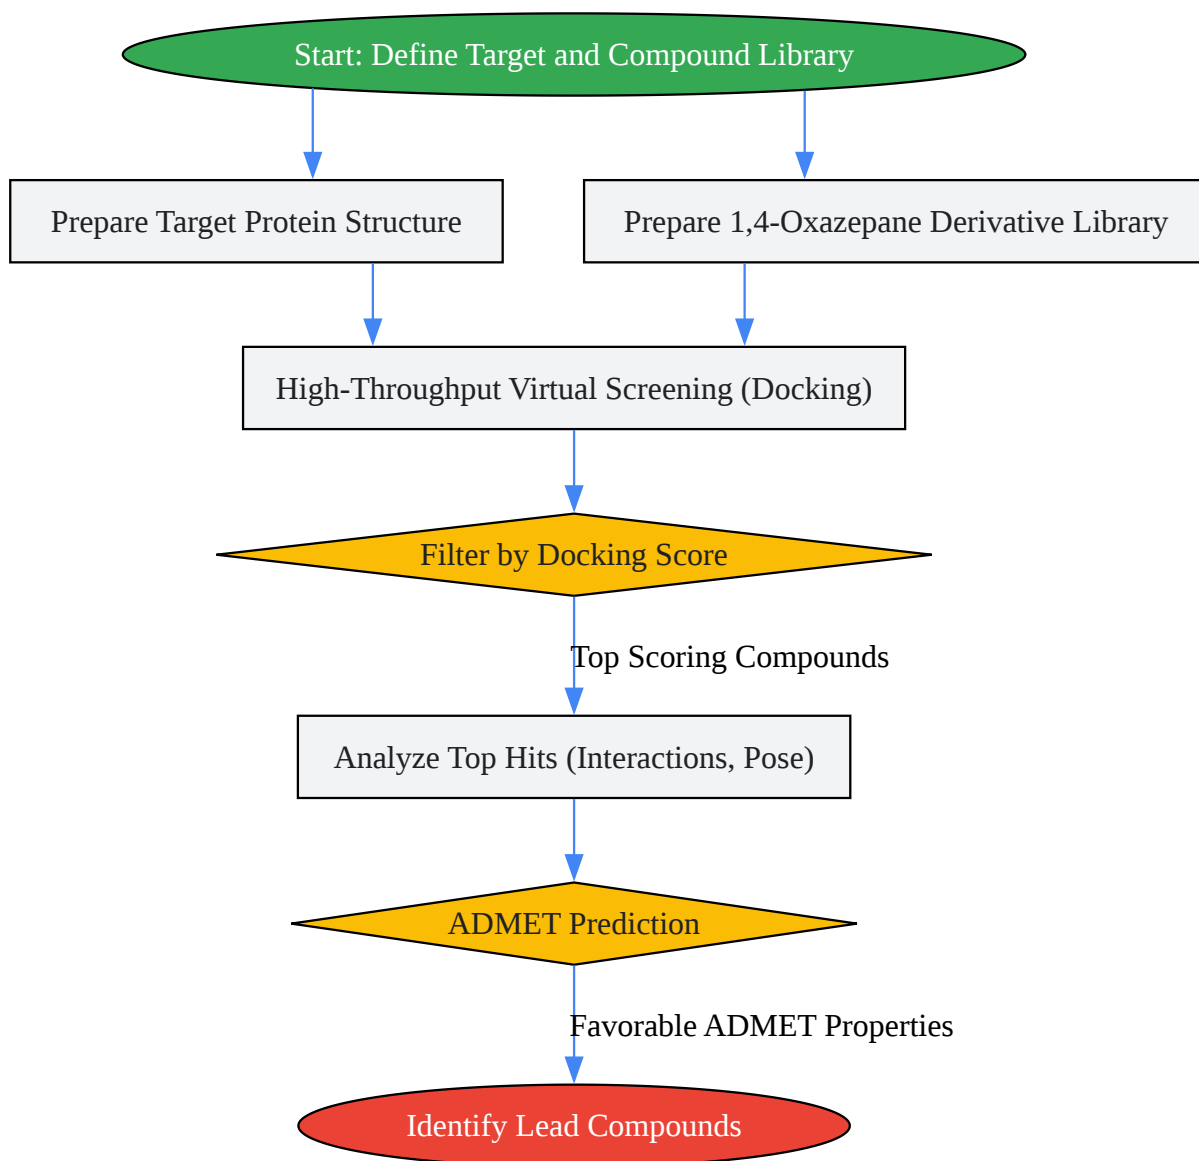 Start: Define Target and Compound Library
Prepare Target Protein Structure
Prepare 1,4-Oxazepane Derivative Library
High-Throughput Virtual Screening (Docking)
Filter by Docking Score
Top Scoring Compounds
Analyze Top Hits (Interactions, Pose)
ADMET Prediction
Favorable ADMET Properties
Identify Lead Compounds